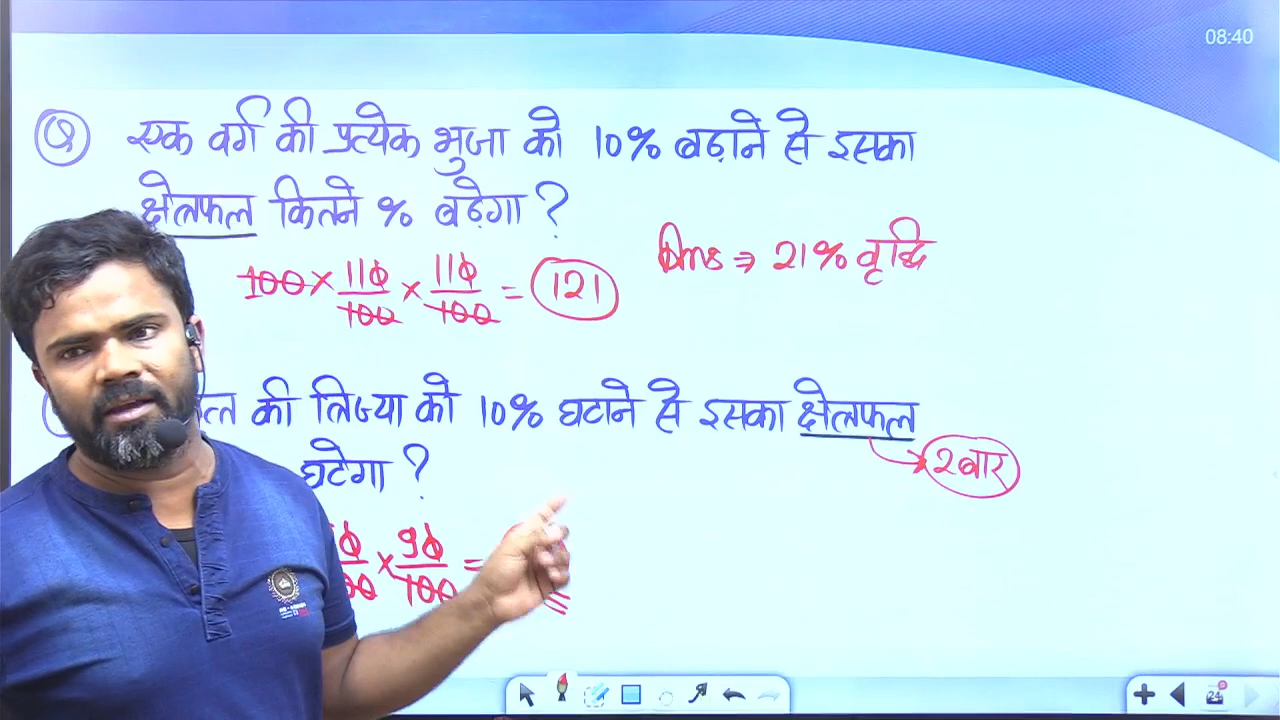 08:40
Q एक वर्ग की प्रत्येक भुजा को 10% बढ़ाने से इसका
क्षेत्रफल कितने % बढ़ेगा ?
100 × 110/100 × 110/100 = 121
Ans ⇒ 21% वृद्धि
की त्रिज्या को 10% घटाने से इसका क्षेत्रफल
2बार
घटेगा ?
× 90/100 =
24